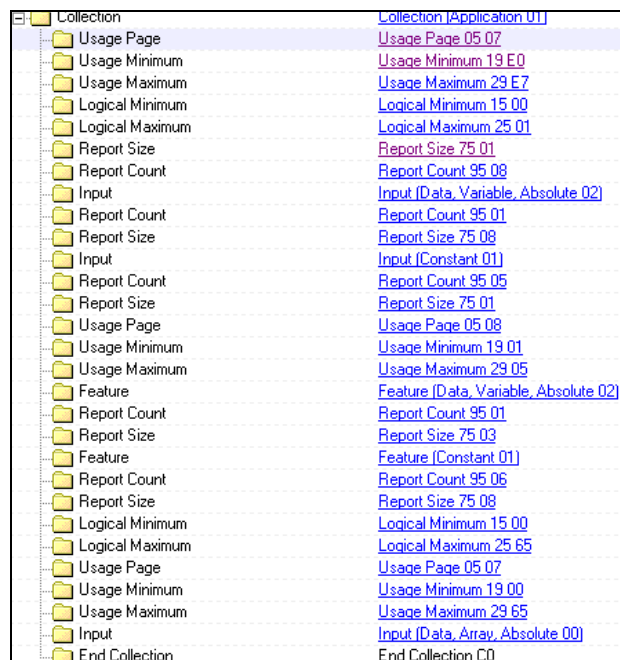 Collection Collection (Application 01)
Usage Page Usage Page 05 07
Usage Minimum Usage Minimum 19 E0
Usage Maximum Usage Maximum 29 E7
Logical Minimum Logical Minimum 15 00
Logical Maximum Logical Maximum 25 01
Report Size Report Size 75 01
Report Count Report Count 95 08
Input Input (Data, Variable, Absolute 02)
Report Count Report Count 95 01
Report Size Report Size 75 08
Input Input (Constant 01)
Report Count Report Count 95 05
Report Size Report Size 75 01
Usage Page Usage Page 05 08
Usage Minimum Usage Minimum 19 01
Usage Maximum Usage Maximum 29 05
Feature Feature (Data, Variable, Absolute 02)
Report Count Report Count 95 01
Report Size Report Size 75 03
Feature Feature (Constant 01)
Report Count Report Count 95 06
Report Size Report Size 75 08
Logical Minimum Logical Minimum 15 00
Logical Maximum Logical Maximum 25 65
Usage Page Usage Page 05 07
Usage Minimum Usage Minimum 19 00
Usage Maximum Usage Maximum 29 65
Input Input (Data, Array, Absolute 00)
End Collection End Collection C0